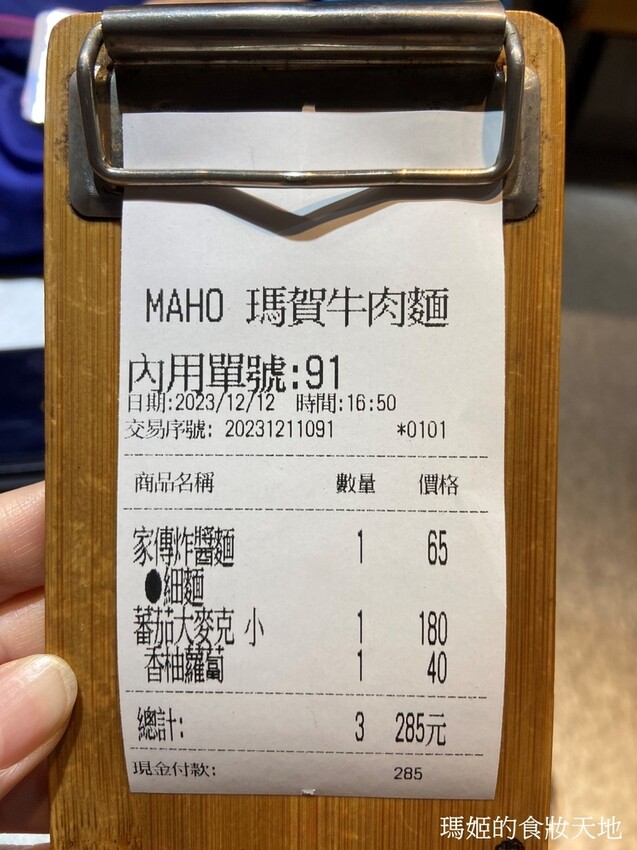 MAHO 瑪賀牛肉麵
內用單號:91
日期:2023/12/12 時間:16:50
交易序號: 20231211091 *0101
商品名稱 數量 價格
家傳炸醬麵 1 65
●細麵
蕃茄大麥克 小 1 180
香柚蘿蔔 1 40
總計: 3 285元
現金付款: 285
瑪姬的食妝天地